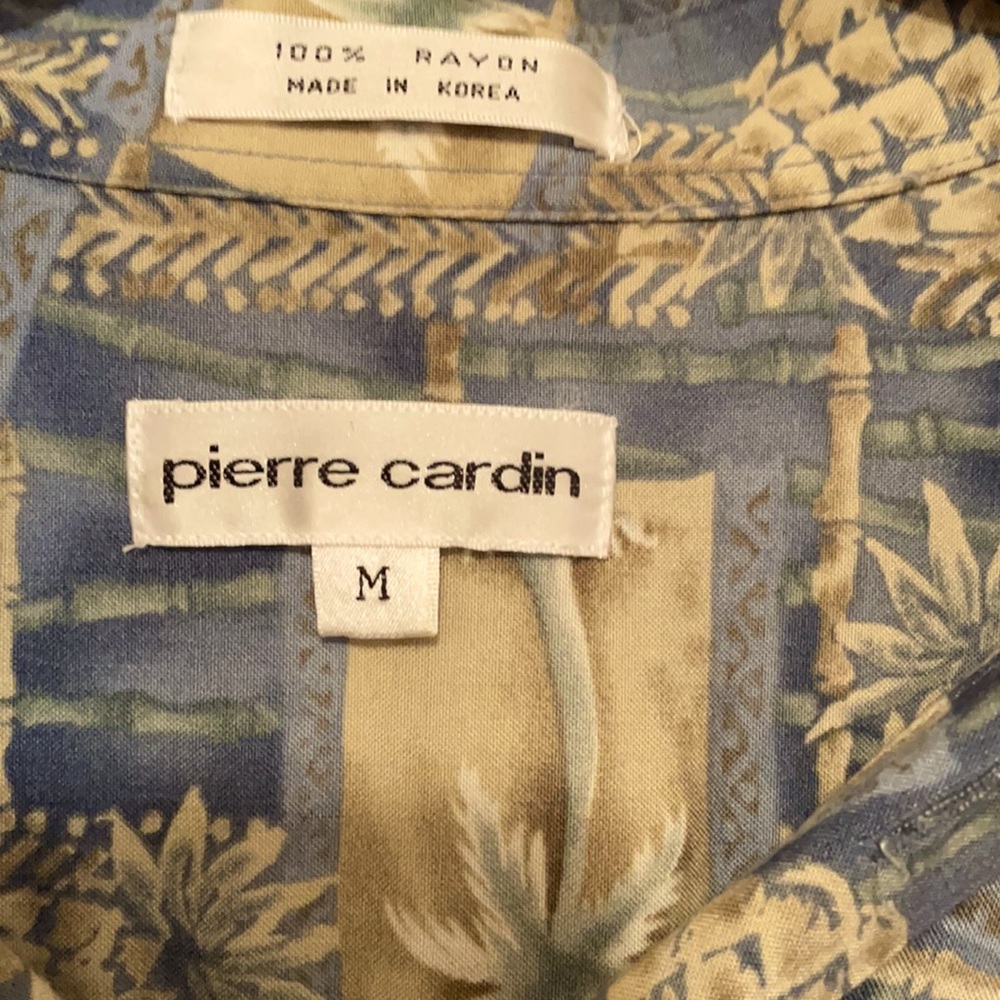 100% RAYON
MADE IN KOREA
pierre cardin
M